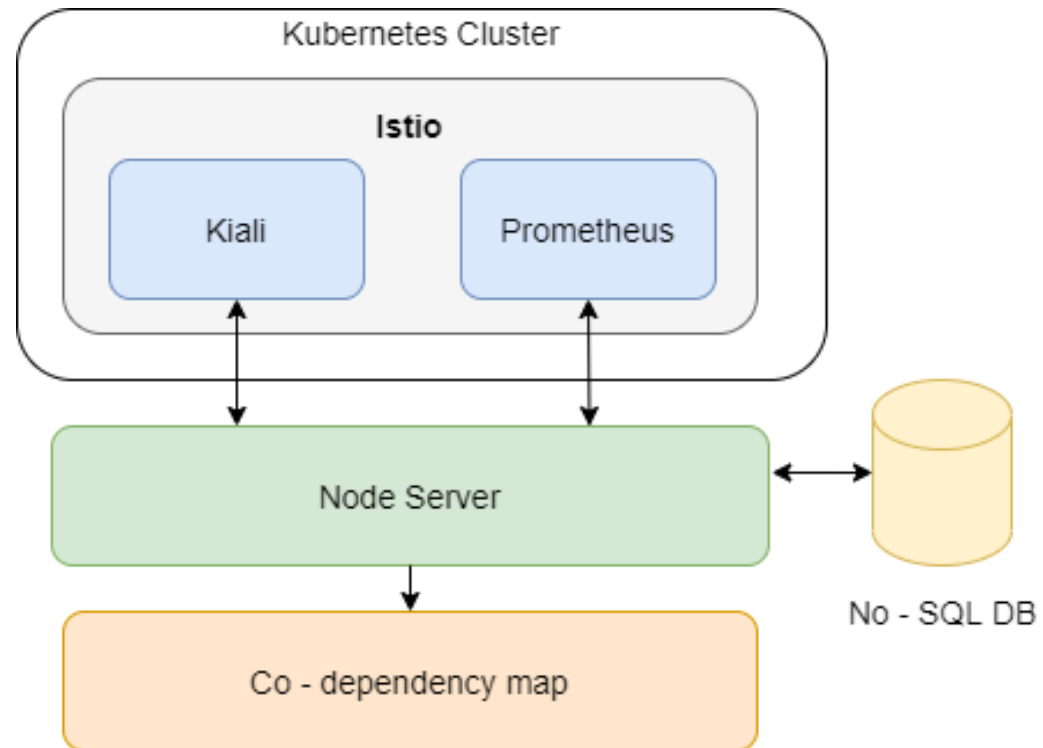 Kubernetes Cluster
Istio
Kiali
Prometheus
Node Server
No - SQL DB
Co - dependency map